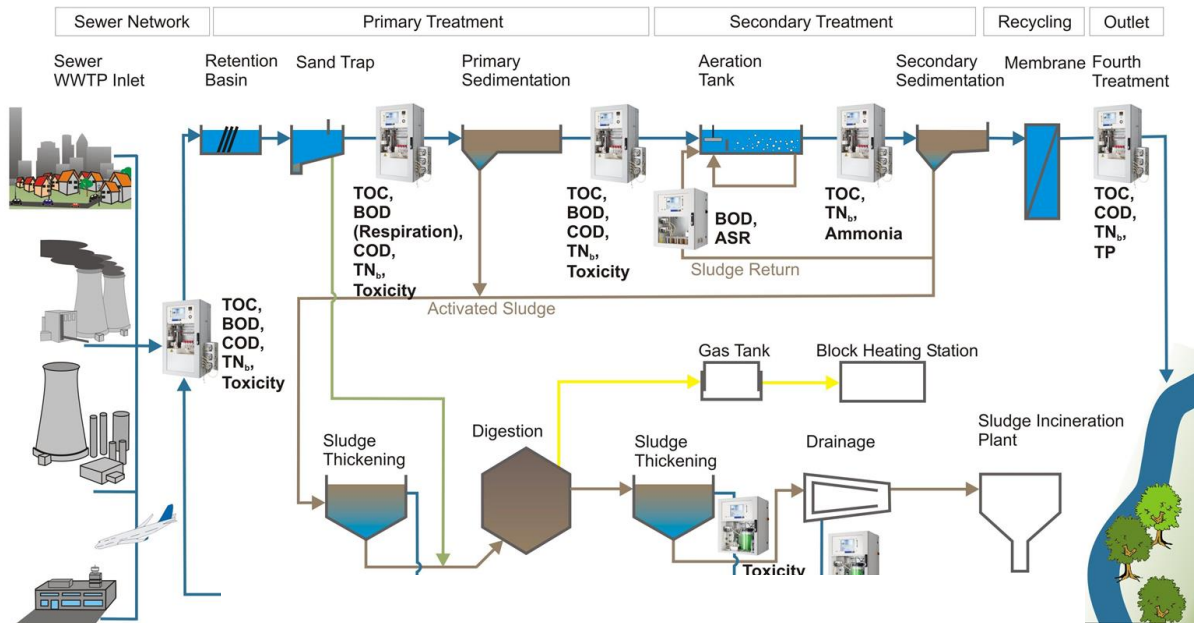 Sewer Network
Primary Treatment
Secondary Treatment
Recycling
Outlet
Sewer
WWTP Inlet
Retention
Basin
Sand Trap
Primary
Sedimentation
Aeration
Tank
Secondary
Sedimentation
Membrane
Fourth
Treatment
TOC,
BOD,
COD,
TNb,
Toxicity
TOC,
BOD
(Respiration),
COD,
TNb,
Toxicity
TOC,
BOD,
COD,
TNb,
Toxicity
BOD,
ASR
TOC,
TNb,
Ammonia
TOC,
COD,
TNb,
TP
Sludge Return
Activated Sludge
Gas Tank
Block Heating Station
Sludge
Thickening
Digestion
Sludge
Thickening
Drainage
Sludge Incineration
Plant
Toxicity